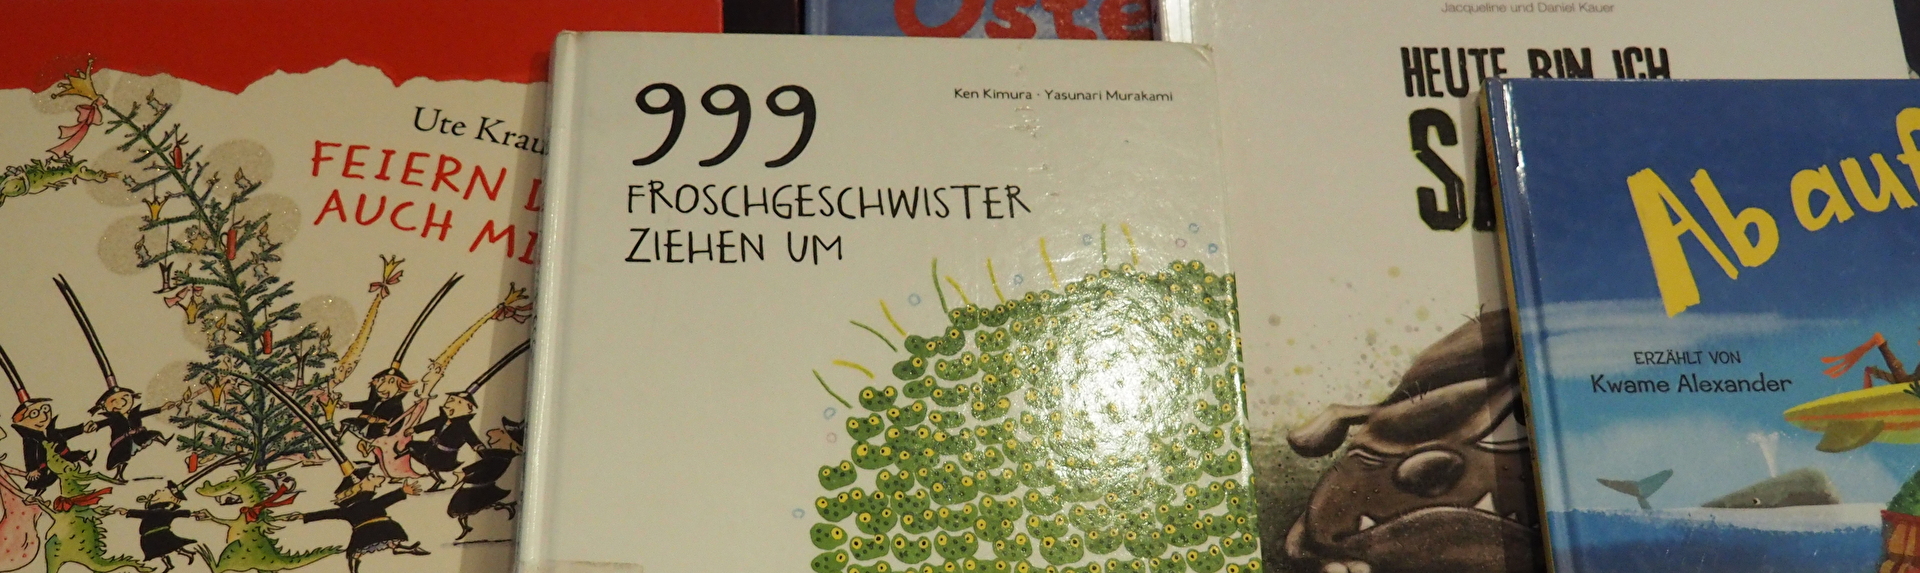 Ute Krau
FEIERN
AUCH MI
Oste
999
Ken Kimura · Yasunari Murakami
FROSCHGESCHWISTER
ZIEHEN UM
Jacqueline und Daniel Kauer
HEUTE BIN ICH
Ab auf
ERZÄHLT VON
Kwame Alexander